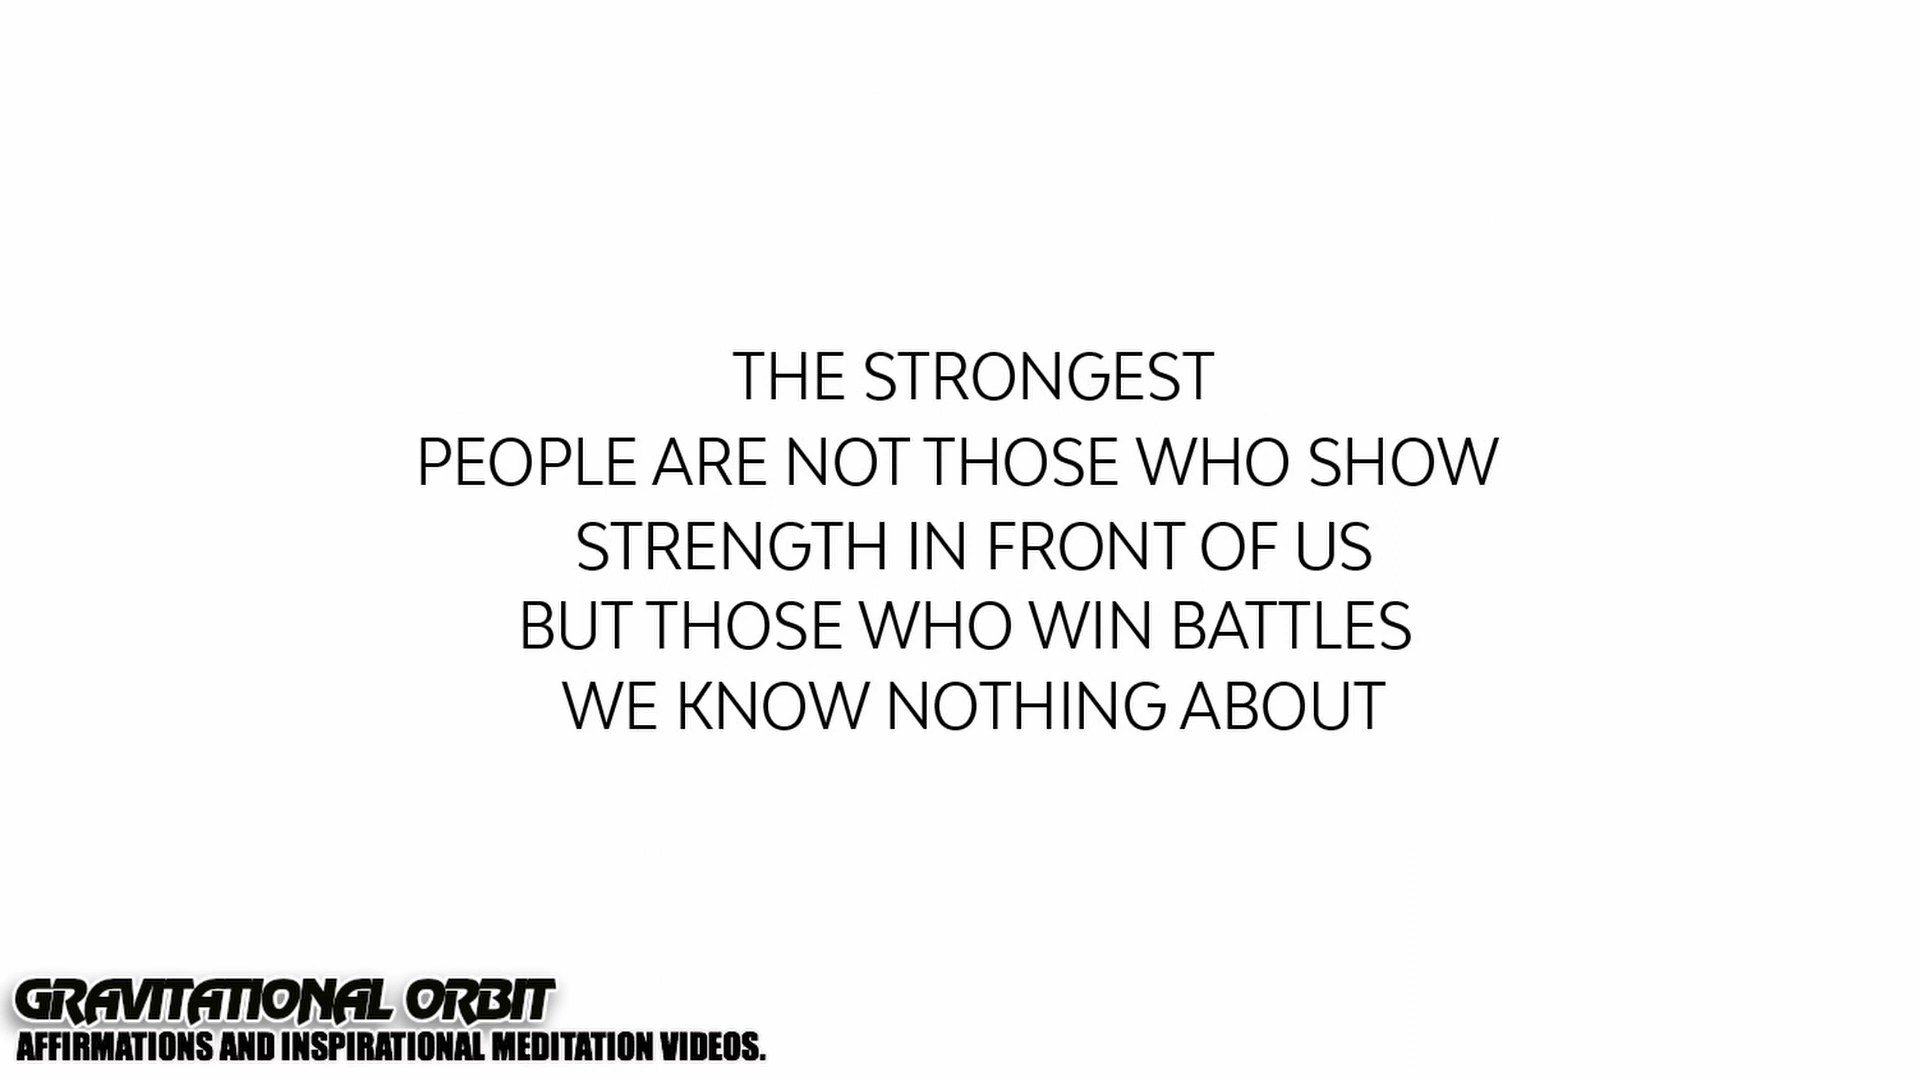 THE STRONGEST
PEOPLE ARE NOT THOSE WHO SHOW
STRENGTH IN FRONT OF US
BUT THOSE WHO WIN BATTLES
WE KNOW NOTHING ABOUT
GRAVITATIONAL ORBIT
AFFIRMATIONS AND INSPIRATIONAL MEDITATION VIDEOS.